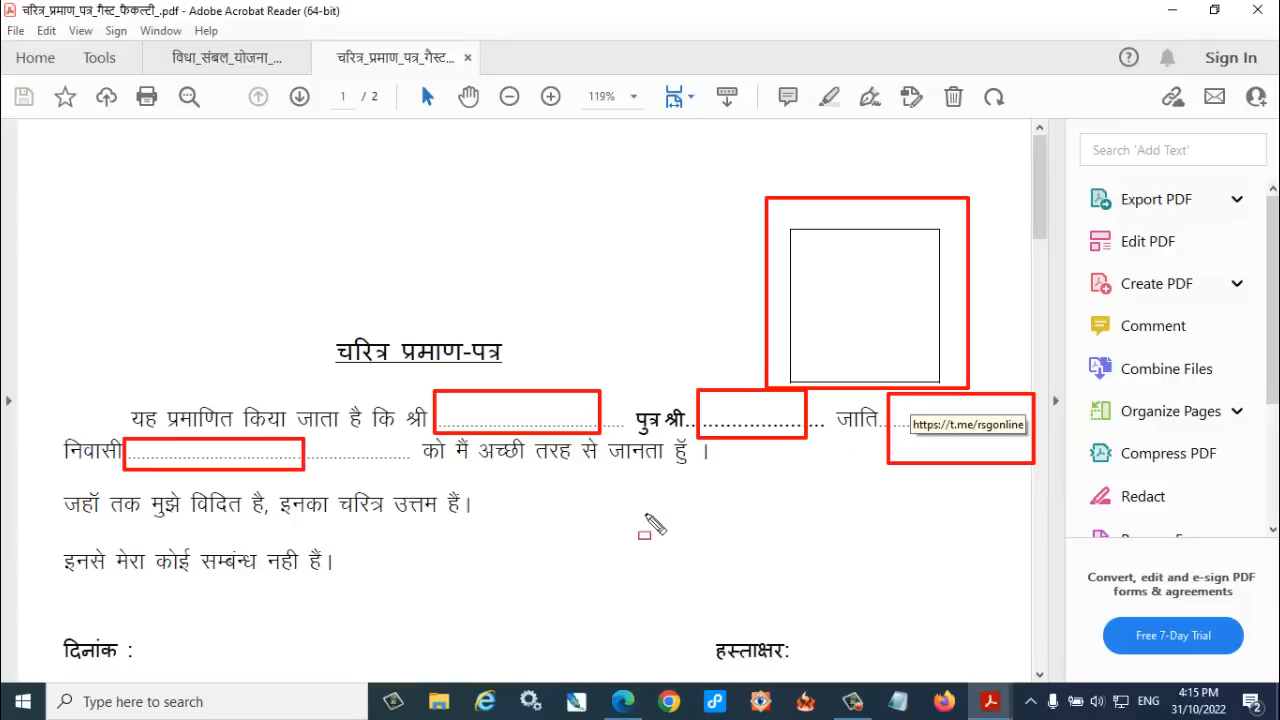 चरित्र_प्रमाण_पत्र_गैस्ट_फैकल्टी_.pdf - Adobe Acrobat Reader (64-bit)
File Edit View Sign Window Help
Home Tools विधा_संबल_योजना_... चरित्र_प्रमाण_पत्र_गैस्ट... × Sign In
1 / 2 119%
Search 'Add Text'
Export PDF
Edit PDF
Create PDF
चरित्र प्रमाण-पत्र
Comment
Combine Files
यह प्रमाणित किया जाता है कि श्री ........................................ पुत्र श्री.............................. जाति......
https://t.me/rsgonline
Organize Pages
निवासी............................................................ को मैं अच्छी तरह से जानता हुॅं ।
Compress PDF
जहॉ तक मुझे विदित है, इनका चरित्र उत्तम हैं।
Redact
इनसे मेरा कोई सम्बंन्ध नही हैं।
Convert, edit and e-sign PDF
forms & agreements
Free 7-Day Trial
दिनांक : हस्ताक्षर:
Type here to search
ENG
4:15 PM
31/10/2022
2